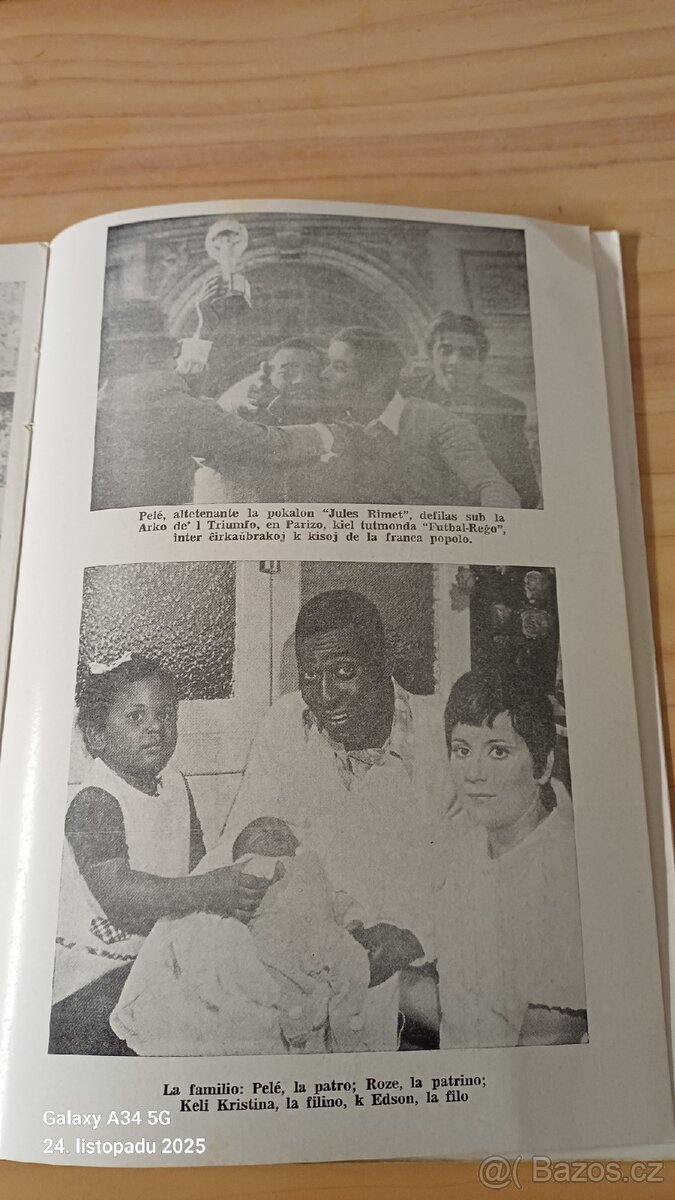 Pelé, altetenante la pokalon "Jules Rimet", defilas sub la
Arko de' l Triumfo, en Parizo, kiel tutmonda "Futbal-Reĝo",
inter ĉirkaŭbrakoj k kisoj de la franca popolo.
La familio: Pelé, la patro; Roze, la patrino;
Keli Kristina, la filino, k Edson, la filo
Galaxy A34 5G
24. listopadu 2025
Bazos.cz